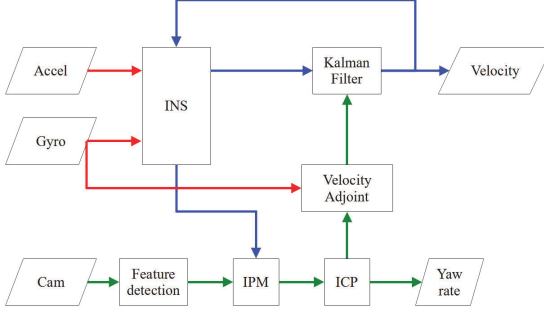 Accel
INS
Kalman
Filter
Velocity
Gyro
Velocity
Adjoint
Cam
Feature
detection
IPM
ICP
Yaw
rate